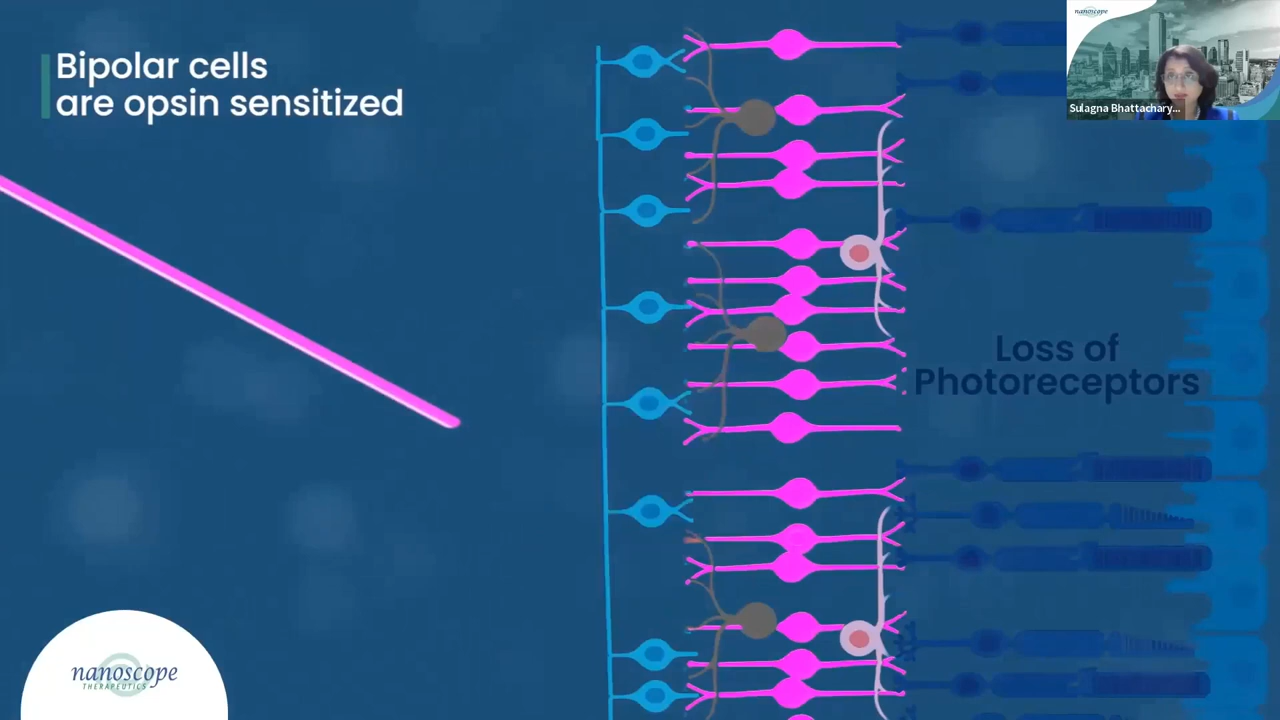 Bipolar cells
are opsin sensitized
nanoscope
Sulagna Bhattachary...
Loss of
Photoreceptors
nanoscope
THERAPEUTICS